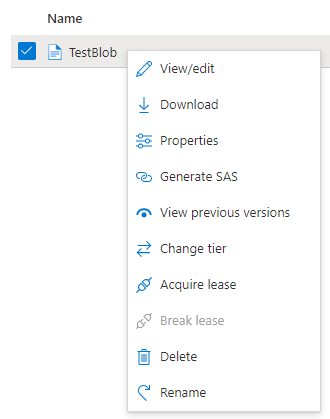 Name
TestBlob
View/edit
Download
Properties
Generate SAS
View previous versions
Change tier
Acquire lease
Break lease
Delete
Rename